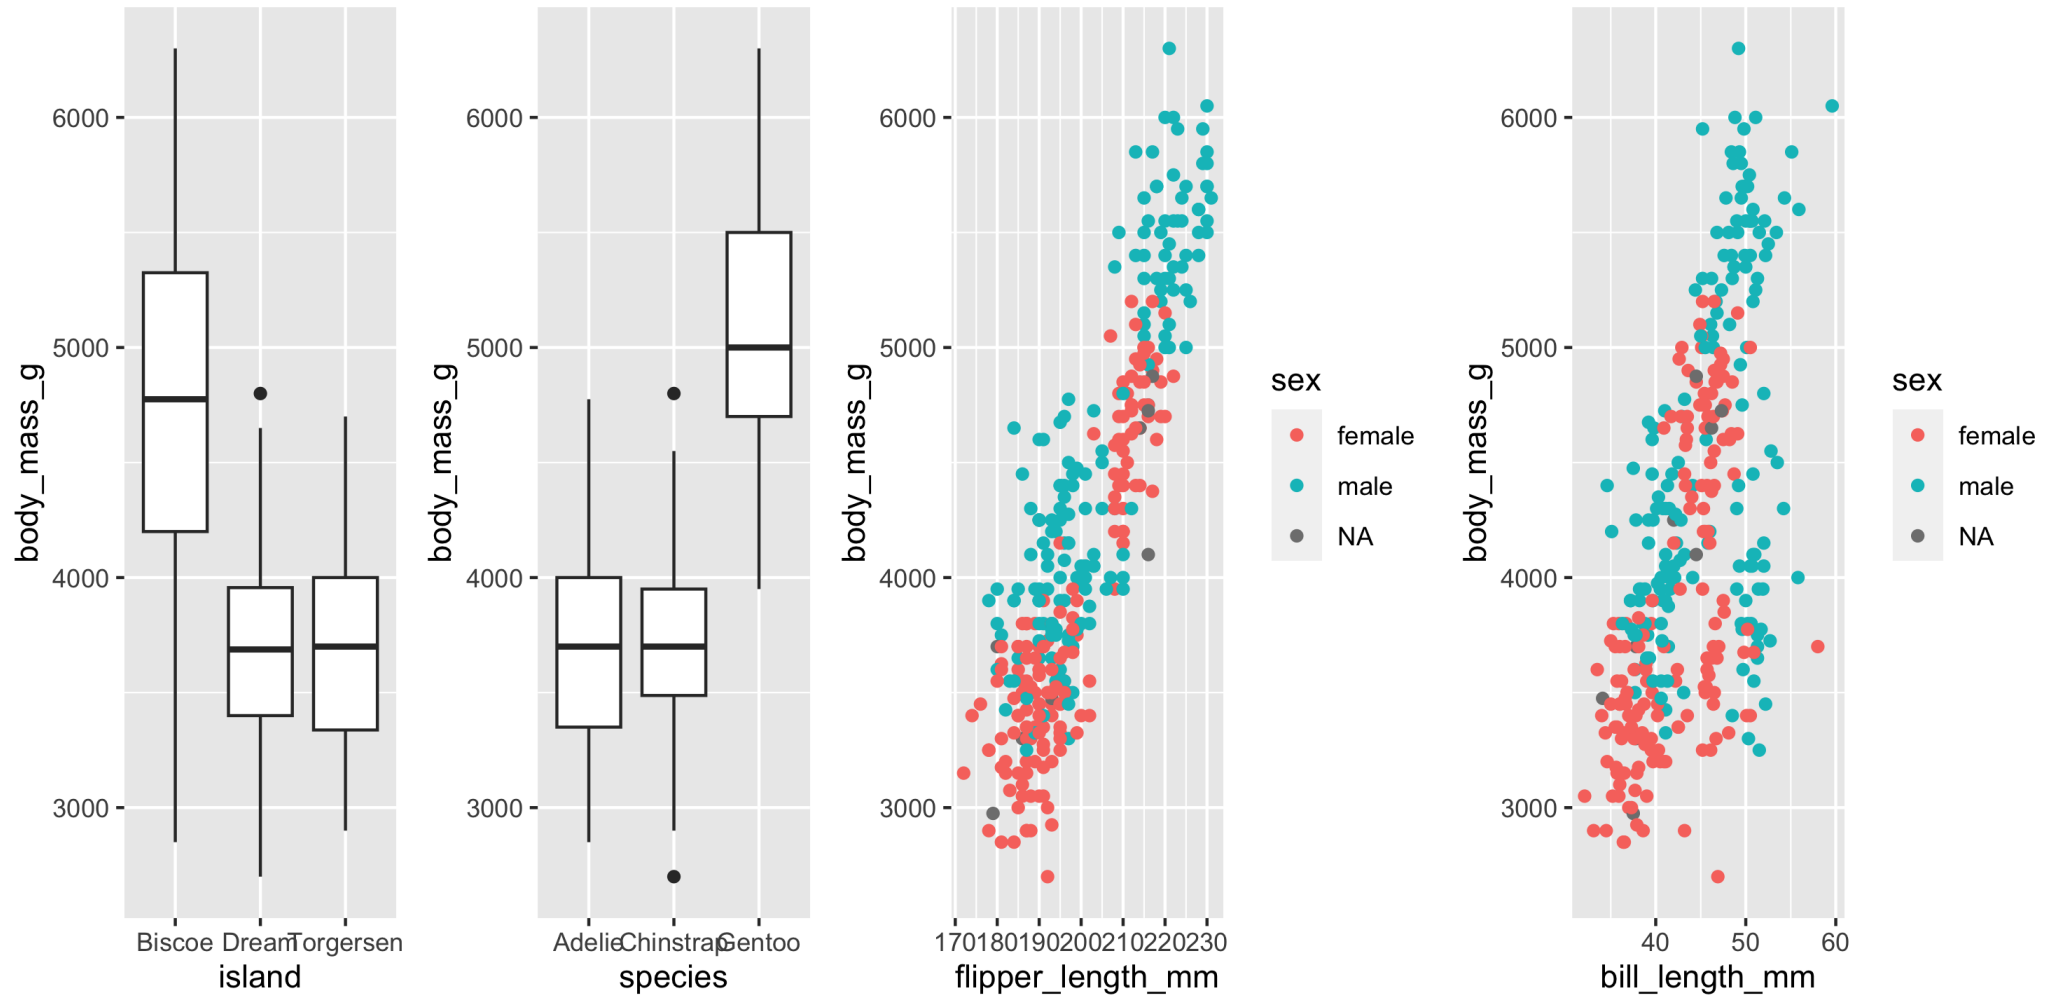 6000
5000
4000
3000
body_mass_g
Biscoe Dream Torgersen
island
6000
5000
4000
3000
body_mass_g
Adelie Chinstrap Gentoo
species
6000
5000
4000
3000
body_mass_g
170 180 190 200 210 220 230
flipper_length_mm
sex
female
male
NA
6000
5000
4000
3000
body_mass_g
40 50 60
bill_length_mm
sex
female
male
NA